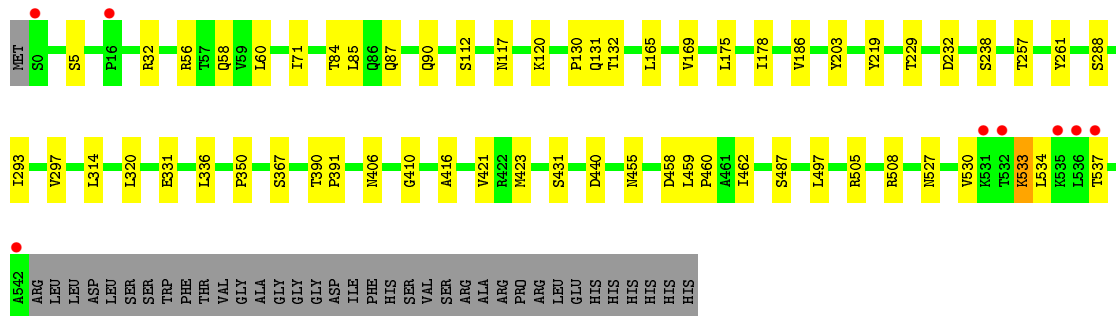 MET S0 S5 P16 R32 R56 T57 Q58 V59 L60 I71 T84 L85 Q86 Q87 Q90 S112 N117 K120 P130 Q131 T132 L165 V169 L175 I178 V186 Y203 Y219 T229 D232 S238 T257 Y261 S288
I293 V297 L314 L320 E331 L336 P350 S367 T390 P391 N406 G410 A416 V421 R422 M423 S431 D440 N455 D458 L459 P460 A461 I462 S487 L497 R505 R508 N527 V530 K531 T532 K533 L534 K535 L536 T537
A542 ARG LEU LEU ASP LEU SER SER TRP PHE THR VAL GLY ALA GLY GLY GLY ASP ILE PHE HIS SER VAL SER ARG ALA ARG PRO ARG LEU GLU HIS HIS HIS HIS HIS HIS